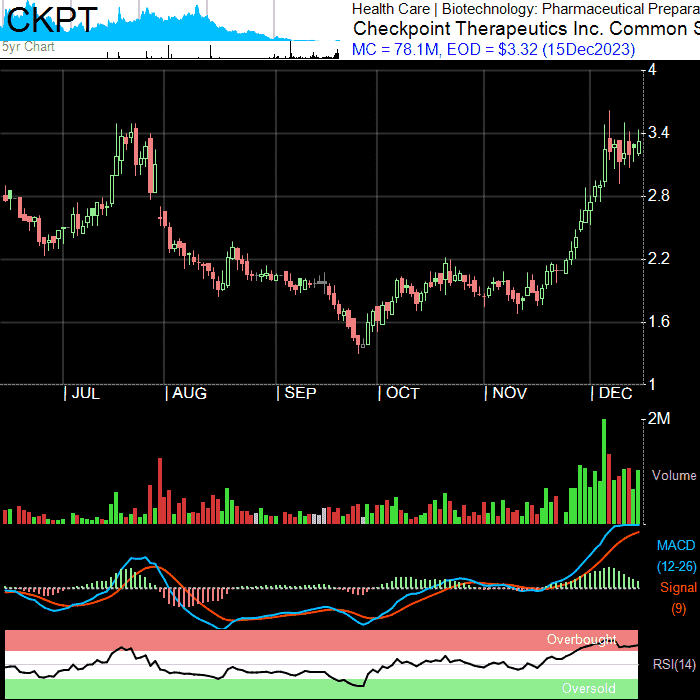 CKPT
5yr Chart
Health Care | Biotechnology: Pharmaceutical Prepara
Checkpoint Therapeutics Inc. Common S
MC = 78.1M, EOD = $3.32 (15Dec2023)
4
3.4
2.8
2.2
1.6
1
| JUL | AUG | SEP | OCT | NOV | DEC
2M
Volume
MACD
(12-26)
Signal
(9)
Overbought
RSI(14)
Oversold